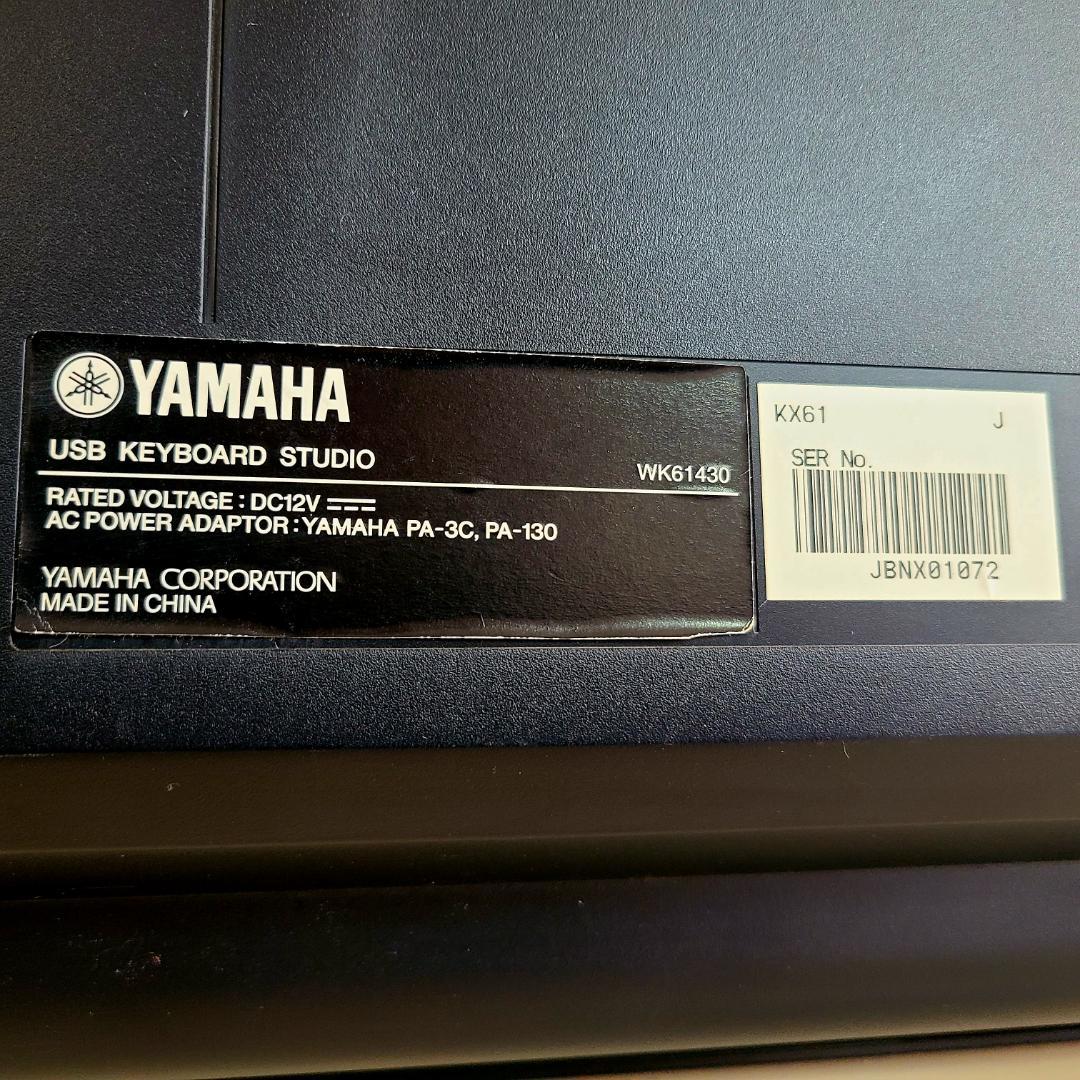 YAMAHA
USB KEYBOARD STUDIO
WK61430
RATED VOLTAGE : DC12V
AC POWER ADAPTOR : YAMAHA PA-3C, PA-130
YAMAHA CORPORATION
MADE IN CHINA
KX61 J
SER No.
JBNX01072